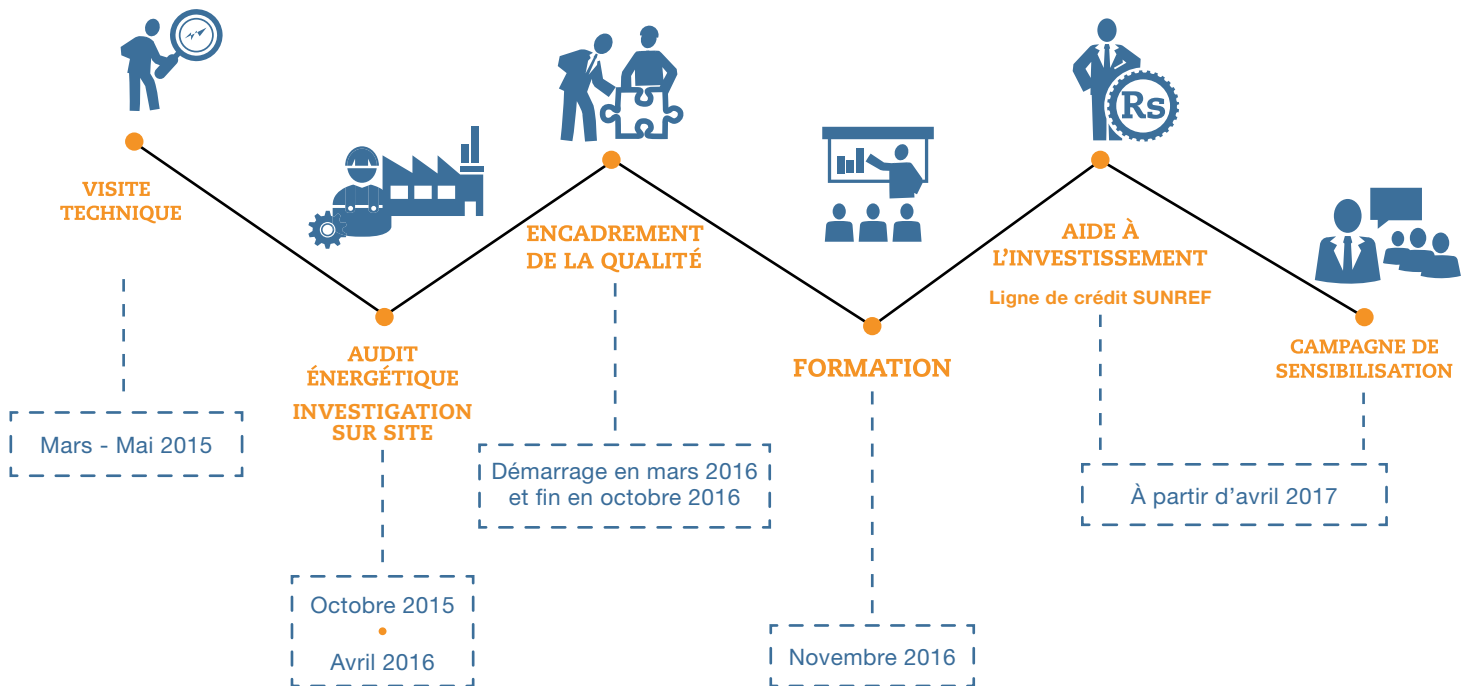 VISITE
TECHNIQUE
Mars - Mai 2015
AUDIT
ÉNERGÉTIQUE
INVESTIGATION
SUR SITE
Octobre 2015
Avril 2016
ENCADREMENT
DE LA QUALITÉ
Démarrage en mars 2016
et fin en octobre 2016
FORMATION
Novembre 2016
Rs
AIDE À
L’INVESTISSEMENT
Ligne de crédit SUNREF
CAMPAGNE DE
SENSIBILISATION
À partir d’avril 2017